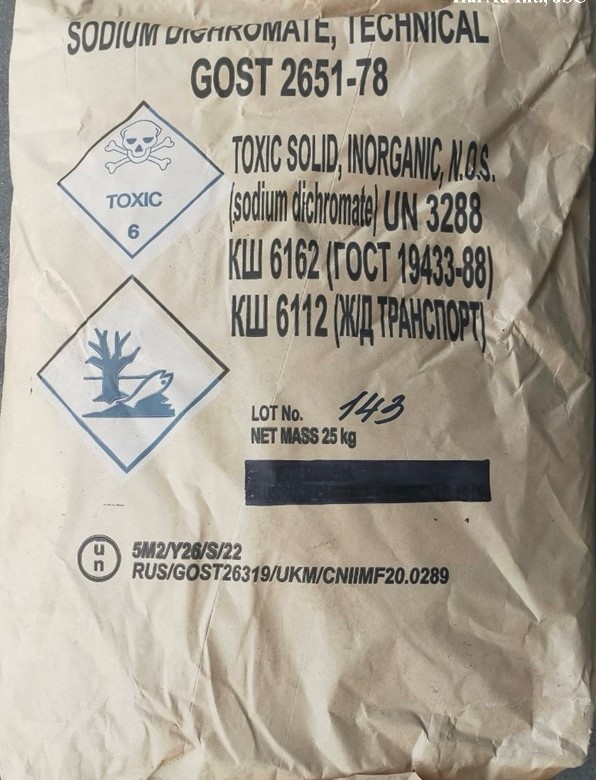 SODIUM DICHROMATE, TECHNICAL
GOST 2651-78
TOXIC
6
TOXIC SOLID, INORGANIC, N.O.S.
(sodium dichromate) UN 3288
КШ 6162 (ГОСТ 19433-88)
КШ 6112 (Ж/Д ТРАНСПОРТ)
LOT No. 143
NET MASS 25 kg
un
5M2/Y26/S/22
RUS/GOST26319/UKM/CNIIMF20.0289